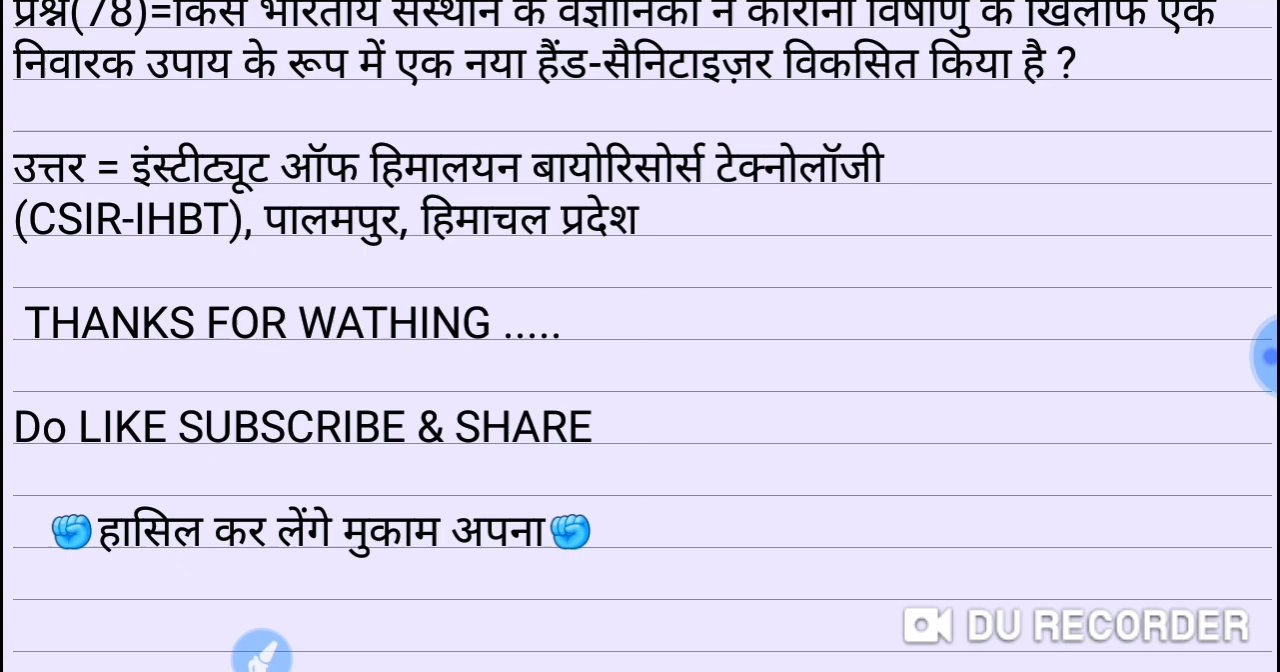 प्रश्न(78)=किस भारतीय संस्थान के वैज्ञानिकों ने कोरोना विषाणु के खिलाफ एक
निवारक उपाय के रूप में एक नया हैंड-सैनिटाइज़र विकसित किया है ?
उत्तर = इंस्टीट्यूट ऑफ हिमालयन बायोरिसोर्स टेक्नोलॉजी
(CSIR-IHBT), पालमपुर, हिमाचल प्रदेश
THANKS FOR WATHING .....
Do LIKE SUBSCRIBE & SHARE
✊हासिल कर लेंगे मुकाम अपना✊
DU RECORDER